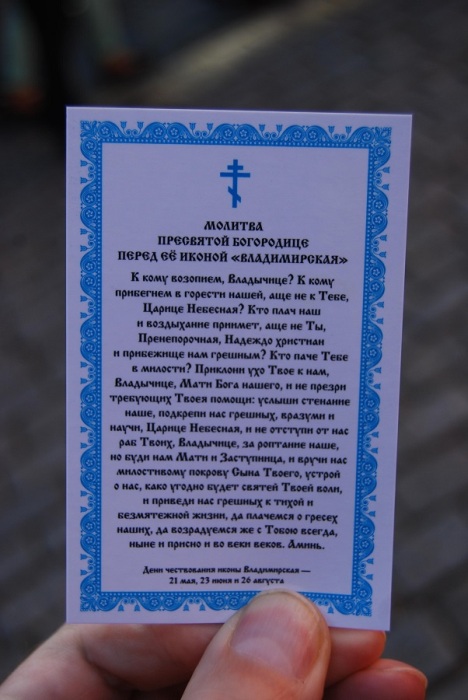 МОЛИТВА
ПРЕСВЯТОЙ БОГОРОДИЦЕ
ПЕРЕД ЕЁ ИКОНОЙ «ВЛАДИМИРСКАЯ»
К кому возопием, Владычице? К кому
прибегнем в горести нашей, аще не к Тебе,
Царице Небесная? Кто плач наш
и воздыхание приимет, аще не Ты,
Пренепорочная, Надеждо христиан
и прибежище нам грешным? Кто паче Тебе
в милости? Приклони ухо Твое к нам,
Владычице, Мати Бога нашего, и не презри
требующих Твоея помощи: услыши стенание
наше, подкрепи нас грешных, вразуми и
научи, Царице Небесная, и не отступи от нас
раб Твоих, Владычице, за роптание наше,
но буди нам Мати и Заступница, и вручи нас
милостивому покрову Сына Твоего, устрой
о нас, како угодно будет святей Твоей воли,
и приведи нас грешных к тихой и
безмятежной жизни, да плачемся о гресех
наших, да возрадуемся же с Тобою всегда,
ныне и присно и во веки веков. Аминь.
Дени чествования иконы Владимирская —
21 мая, 23 июня и 26 августа